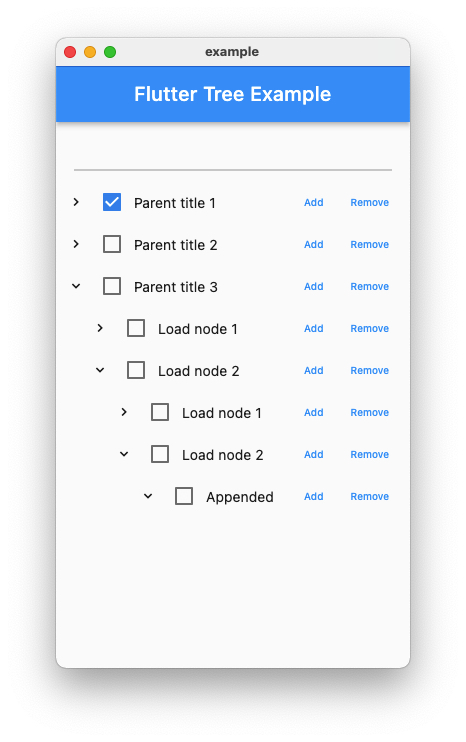 example
Flutter Tree Example
Parent title 1 Add Remove
Parent title 2 Add Remove
Parent title 3 Add Remove
Load node 1 Add Remove
Load node 2 Add Remove
Load node 1 Add Remove
Load node 2 Add Remove
Appended Add Remove